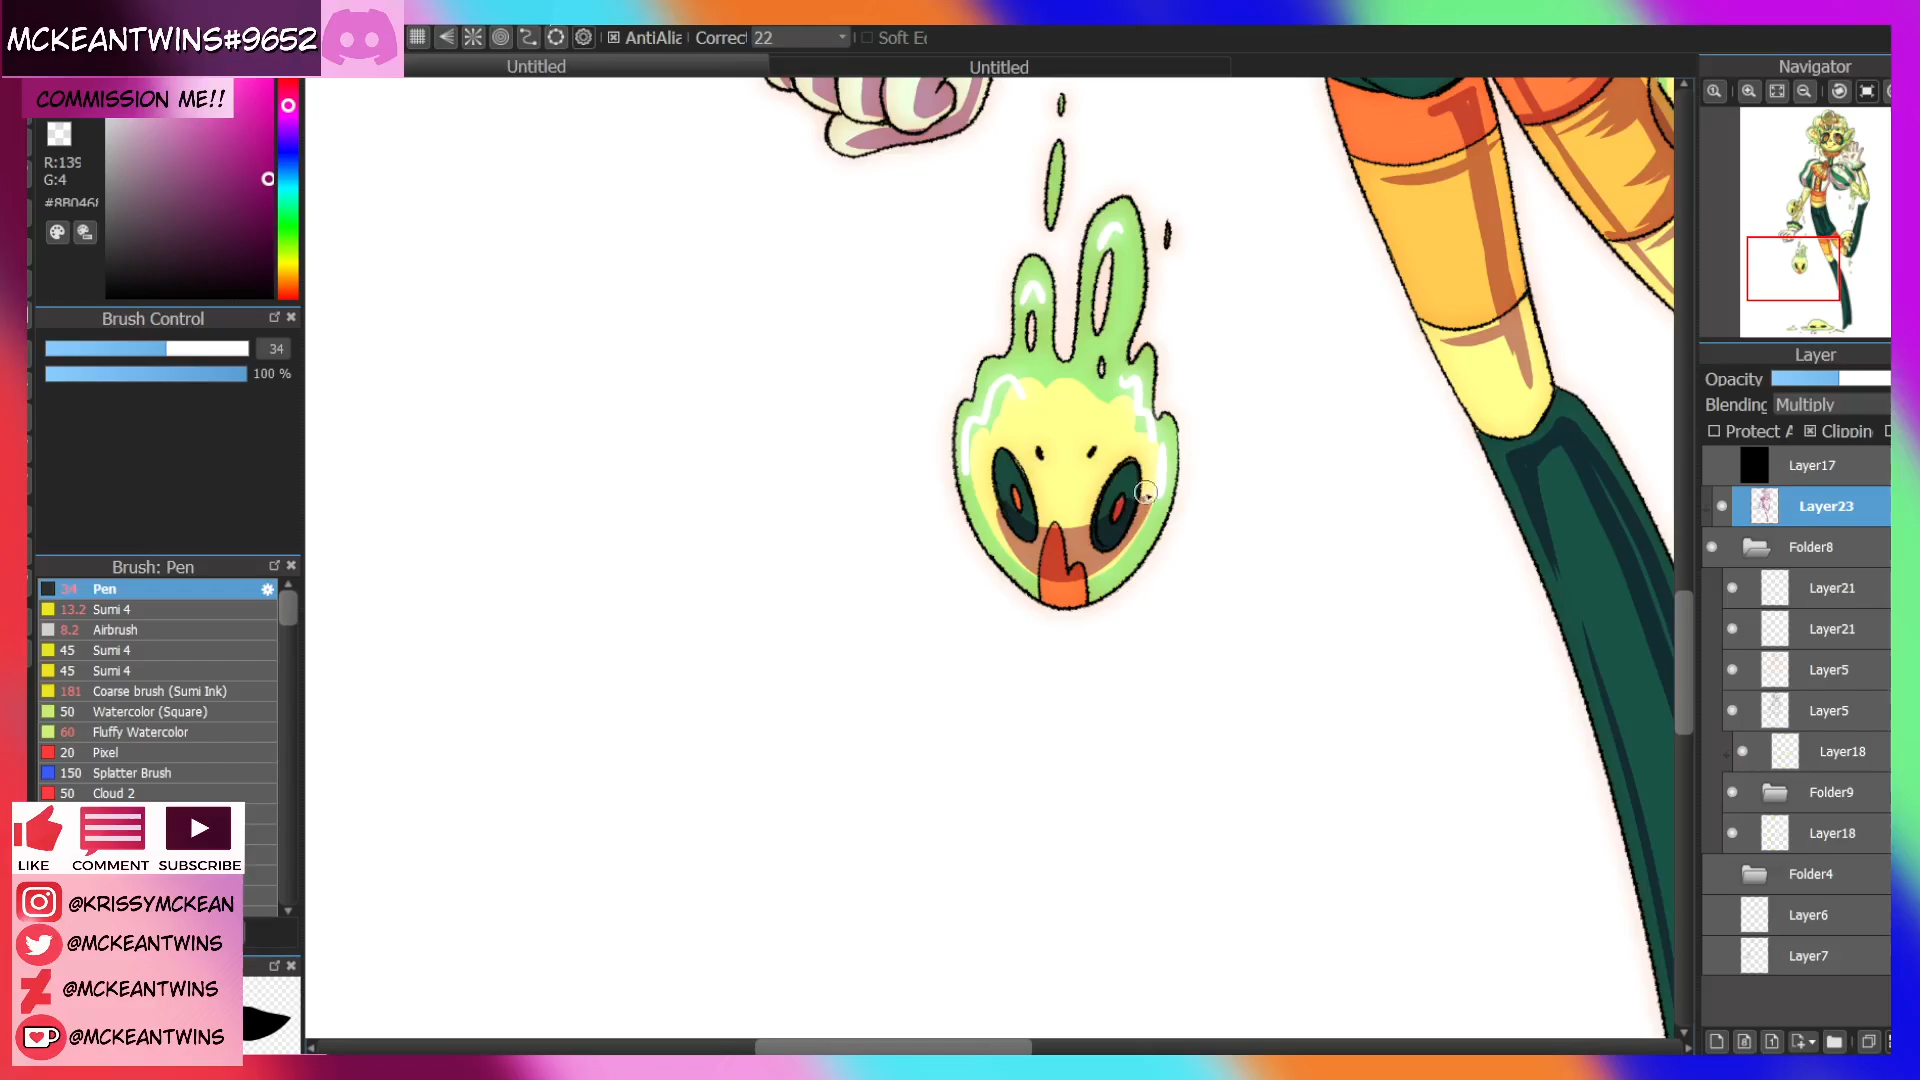 MCKEANTWINS#9652
COMMISSION ME!!
AntiAlia
Correct 22
Soft Ed
Untitled
Untitled
Navigator
R:139
G:4
#8B0468
Brush Control
34
100 %
Brush: Pen
34 Pen
13.2 Sumi 4
8.2 Airbrush
45 Sumi 4
45 Sumi 4
181 Coarse brush (Sumi Ink)
50 Watercolor (Square)
60 Fluffy Watercolor
20 Pixel
150 Splatter Brush
50 Cloud 2
LIKE COMMENT SUBSCRIBE
@KRISSYMCKEAN
@MCKEANTWINS
@MCKEANTWINS
@MCKEANTWINS
Layer
Opacity
Blending Multiply
Protect A Clipping
Layer17
Layer23
Folder8
Layer21
Layer21
Layer5
Layer5
Layer18
Folder9
Layer18
Folder4
Layer6
Layer7